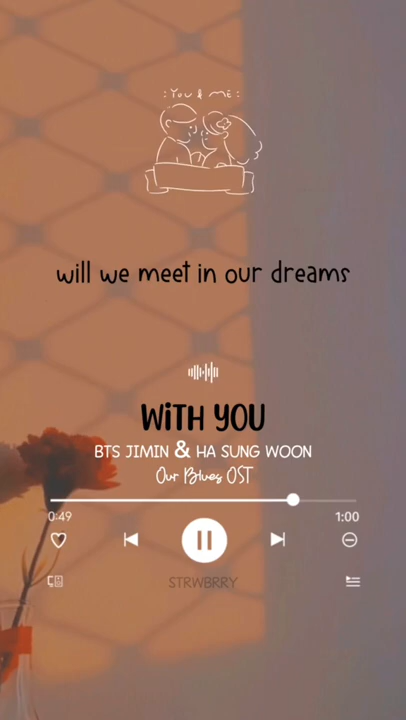 :YOU & ME:
will we meet in our dreams
WiTH YOU
BTS JIMIN & HA SUNG WOON
Our Blues OST
0:49
1:00
STRWBRRY